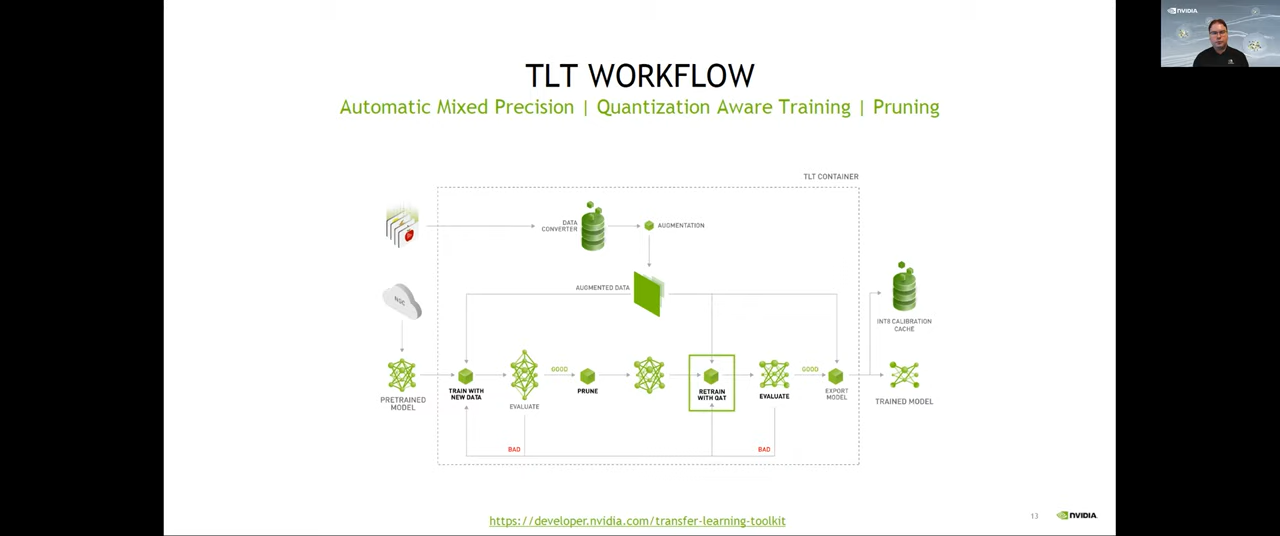 NVIDIA
TLT WORKFLOW
Automatic Mixed Precision | Quantization Aware Training | Pruning
TLT CONTAINER
DATA
CONVERTER
AUGMENTATION
AUGMENTED DATA
NGC
INT8 CALIBRATION
CACHE
PRETRAINED
MODEL
TRAIN WITH
NEW DATA
EVALUATE
GOOD
PRUNE
RETRAIN
WITH QAT
EVALUATE
GOOD
EXPORT
MODEL
TRAINED MODEL
BAD
BAD
https://developer.nvidia.com/transfer-learning-toolkit
13
NVIDIA.